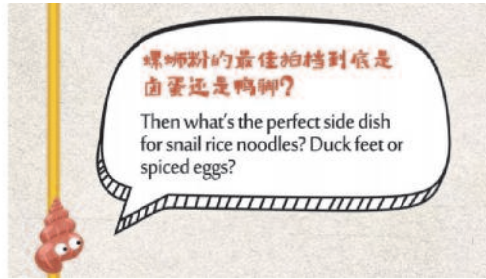 螺蛳粉的最佳拍档到底是
卤蛋还是鸭脚？
Then what's the perfect side dish
for snail rice noodles? Duck feet or
spiced eggs?